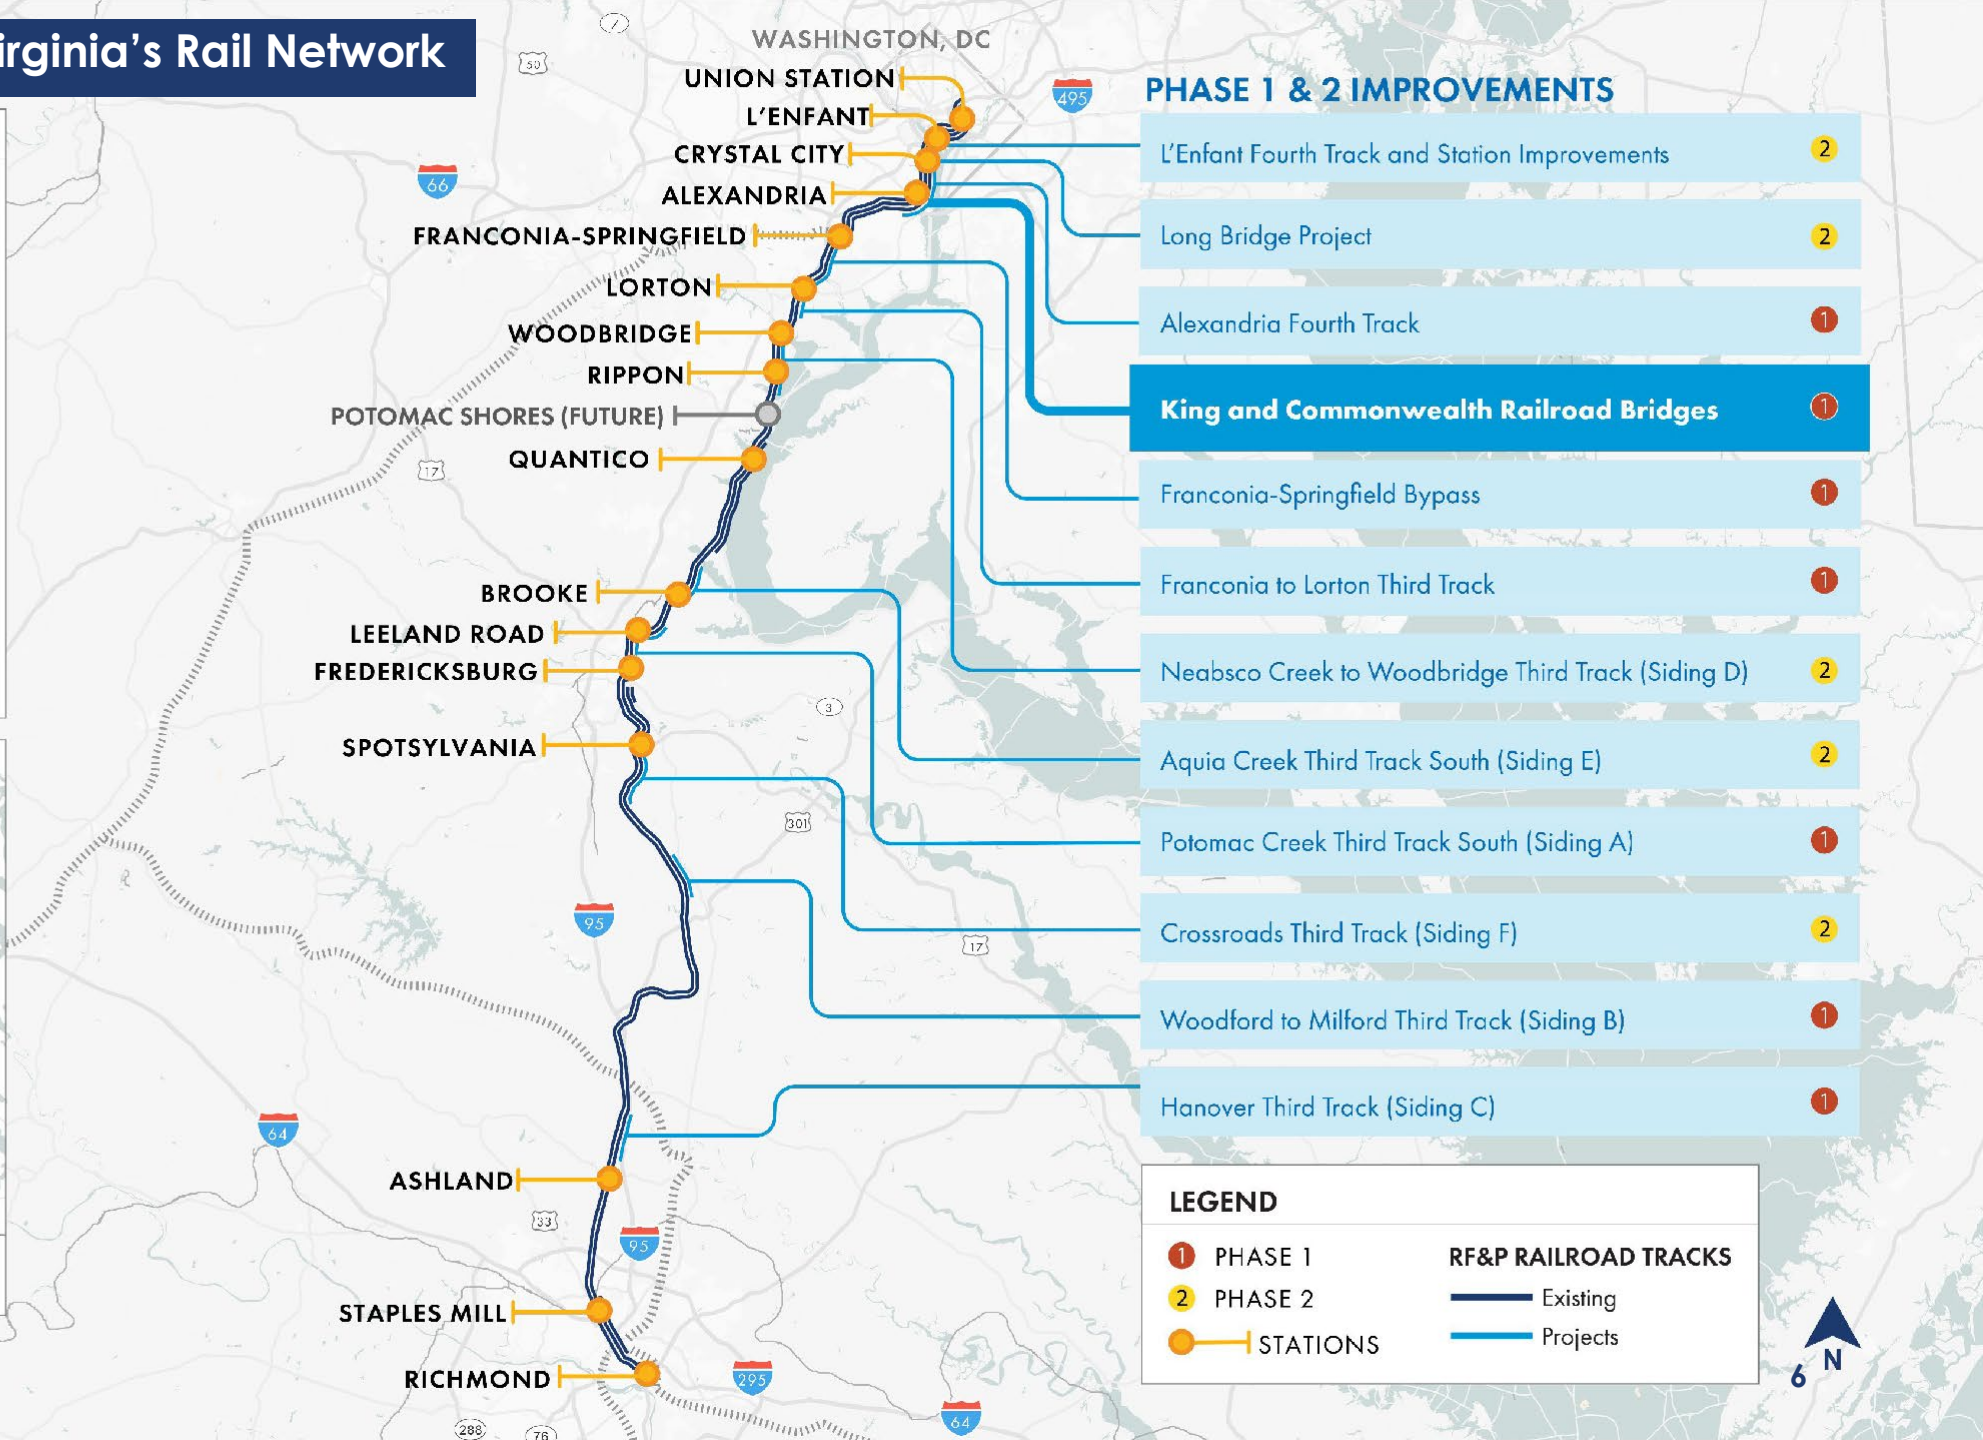 irginia's Rail Network
WASHINGTON, DC
UNION STATION
L'ENFANT
CRYSTAL CITY
ALEXANDRIA
FRANCONIA-SPRINGFIELD
LORTON
WOODBRIDGE
RIPPON
POTOMAC SHORES (FUTURE)
QUANTICO
BROOKE
LEELAND ROAD
FREDERICKSBURG
SPOTSYLVANIA
ASHLAND
STAPLES MILL
RICHMOND
7
50
495
66
17
3
301
95
17
64
33
95
295
64
288
76
PHASE 1 & 2 IMPROVEMENTS
L'Enfant Fourth Track and Station Improvements 2
Long Bridge Project 2
Alexandria Fourth Track 1
King and Commonwealth Railroad Bridges 1
Franconia-Springfield Bypass 1
Franconia to Lorton Third Track 1
Neabsco Creek to Woodbridge Third Track (Siding D) 2
Aquia Creek Third Track South (Siding E) 2
Potomac Creek Third Track South (Siding A) 1
Crossroads Third Track (Siding F) 2
Woodford to Milford Third Track (Siding B) 1
Hanover Third Track (Siding C) 1
LEGEND
1 PHASE 1
2 PHASE 2
STATIONS
RF&P RAILROAD TRACKS
Existing
Projects
N
6